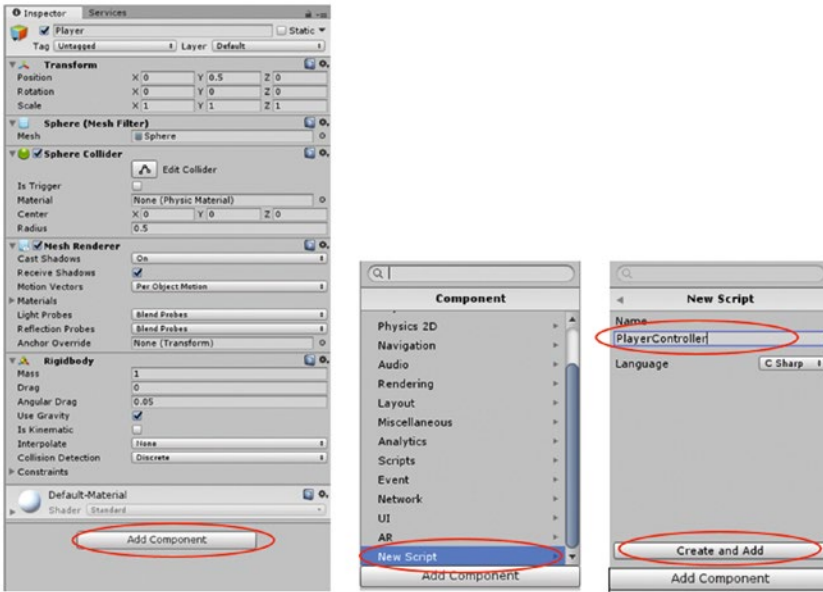 Inspector Services
Player Static
Tag Untagged Layer Default
Transform
Position X 0 Y 0.5 Z 0
Rotation X 0 Y 0 Z 0
Scale X 1 Y 1 Z 1
Sphere (Mesh Filter)
Mesh Sphere
Sphere Collider
Edit Collider
Is Trigger
Material None (Physic Material)
Center X 0 Y 0 Z 0
Radius 0.5
Mesh Renderer
Cast Shadows On
Receive Shadows
Motion Vectors Per Object Motion
Materials
Light Probes Blend Probes
Reflection Probes Blend Probes
Anchor Override None (Transform)
Rigidbody
Mass 1
Drag 0
Angular Drag 0.05
Use Gravity
Is Kinematic
Interpolate None
Collision Detection Discrete
Constraints
Default-Material
Shader Standard
Add Component
Component
Physics 2D
Navigation
Audio
Rendering
Layout
Miscellaneous
Analytics
Scripts
Event
Network
UI
AR
New Script
Add Component
New Script
Name
PlayerController
Language C Sharp
Create and Add
Add Component